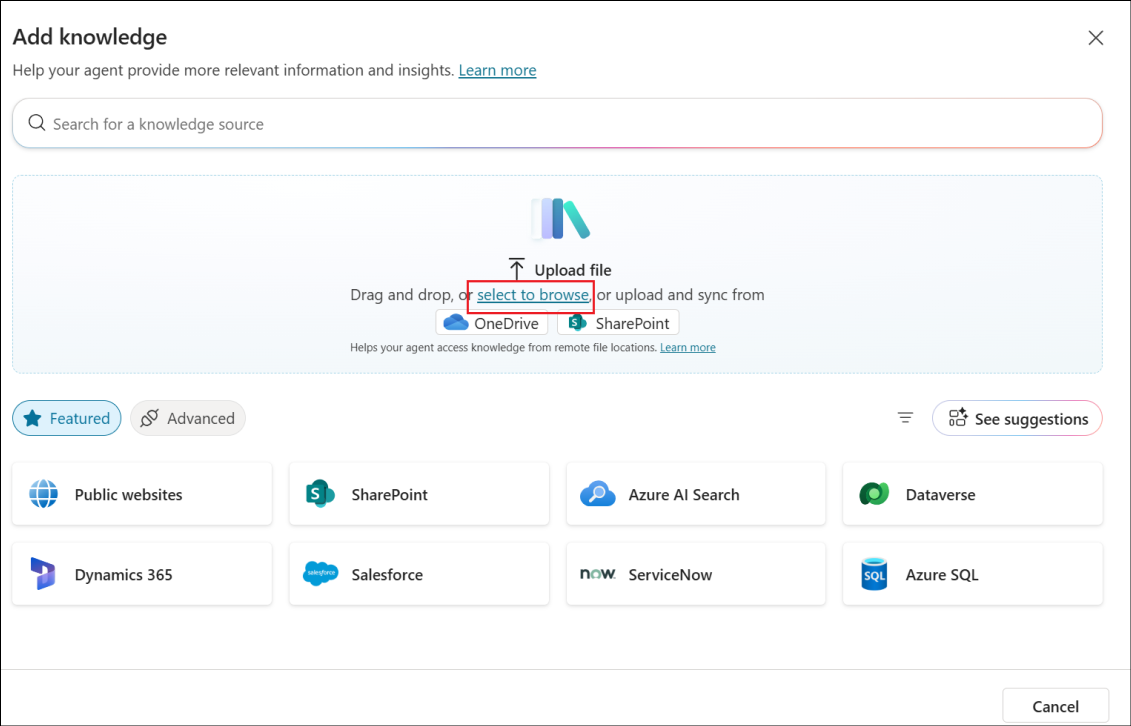 Add knowledge
Help your agent provide more relevant information and insights. Learn more
Search for a knowledge source
Upload file
Drag and drop, or select to browse, or upload and sync from
OneDrive SharePoint
Helps your agent access knowledge from remote file locations. Learn more
Featured Advanced See suggestions
Public websites S SharePoint Azure AI Search Dataverse
Dynamics 365 salesforce Salesforce now. ServiceNow SQL Azure SQL
Cancel